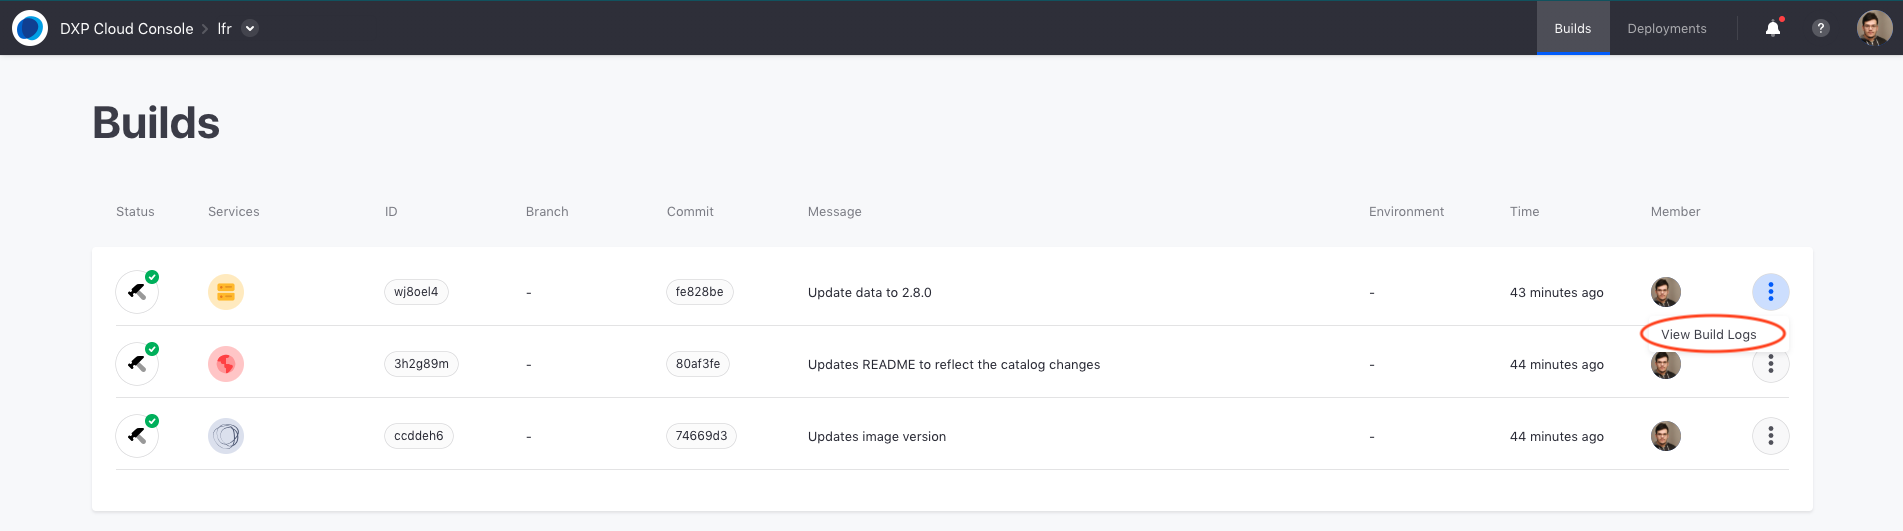 DXP Cloud Console > lfr Builds Deployments ?
Builds
Status Services ID Branch Commit Message Environment Time Member
wj8oel4 - fe828be Update data to 2.8.0 - 43 minutes ago
View Build Logs
3h2g89m - 80af3fe Updates README to reflect the catalog changes - 44 minutes ago
ccddeh6 - 74669d3 Updates image version - 44 minutes ago